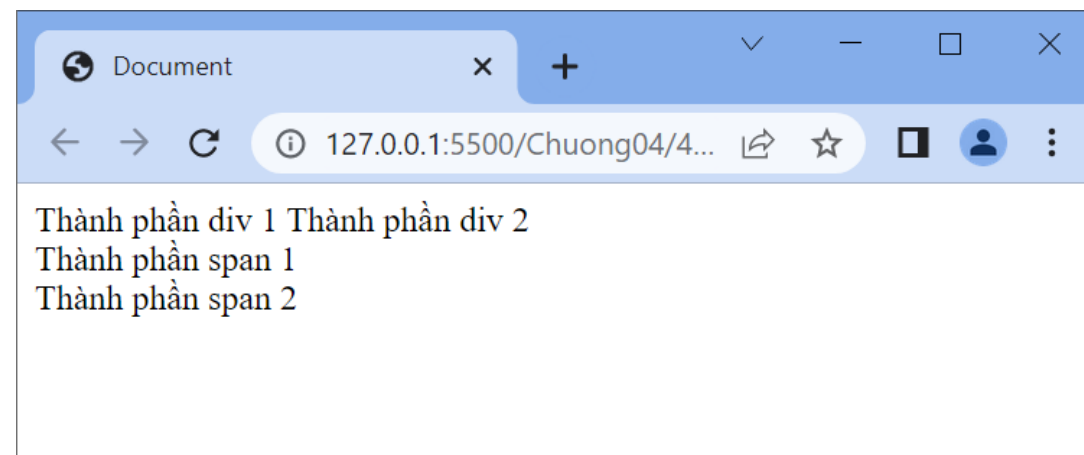 Document
127.0.0.1:5500/Chuong04/4...
Thành phần div 1 Thành phần div 2
Thành phần span 1
Thành phần span 2